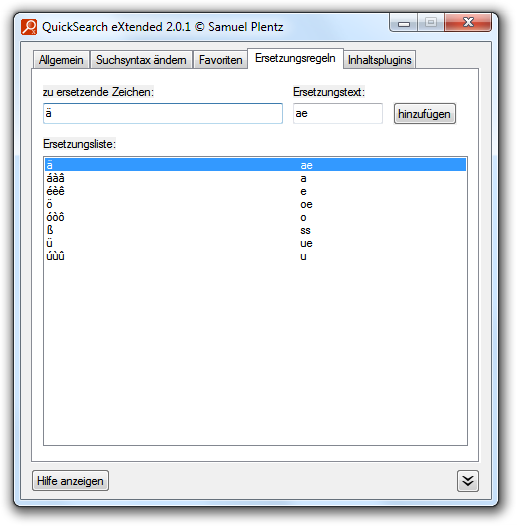 QuickSearch eXtended 2.0.1 © Samuel Plentz
Allgemein Suchsyntax ändern Favoriten Ersetzungsregeln Inhaltsplugins
zu ersetzende Zeichen: Ersetzungstext:
ä ae hinzufügen
Ersetzungsliste:
ä ae
áàâ a
éèê e
ö oe
óòô o
ß ss
ü ue
úùû u
Hilfe anzeigen